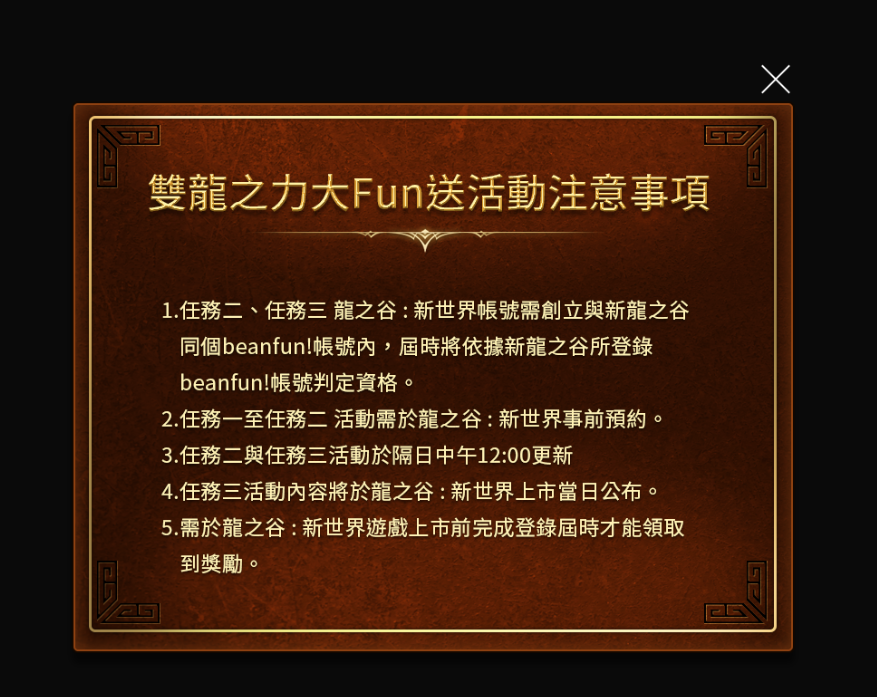 雙龍之力大Fun送活動注意事項
1.任務二、任務三 龍之谷 : 新世界帳號需創立與新龍之谷
同個beanfun!帳號內，屆時將依據新龍之谷所登錄
beanfun!帳號判定資格。
2.任務一至任務二 活動需於龍之谷 : 新世界事前預約。
3.任務二與任務三活動於隔日中午12:00更新
4.任務三活動內容將於龍之谷 : 新世界上市當日公布。
5.需於龍之谷 : 新世界遊戲上市前完成登錄屆時才能領取
到獎勵。